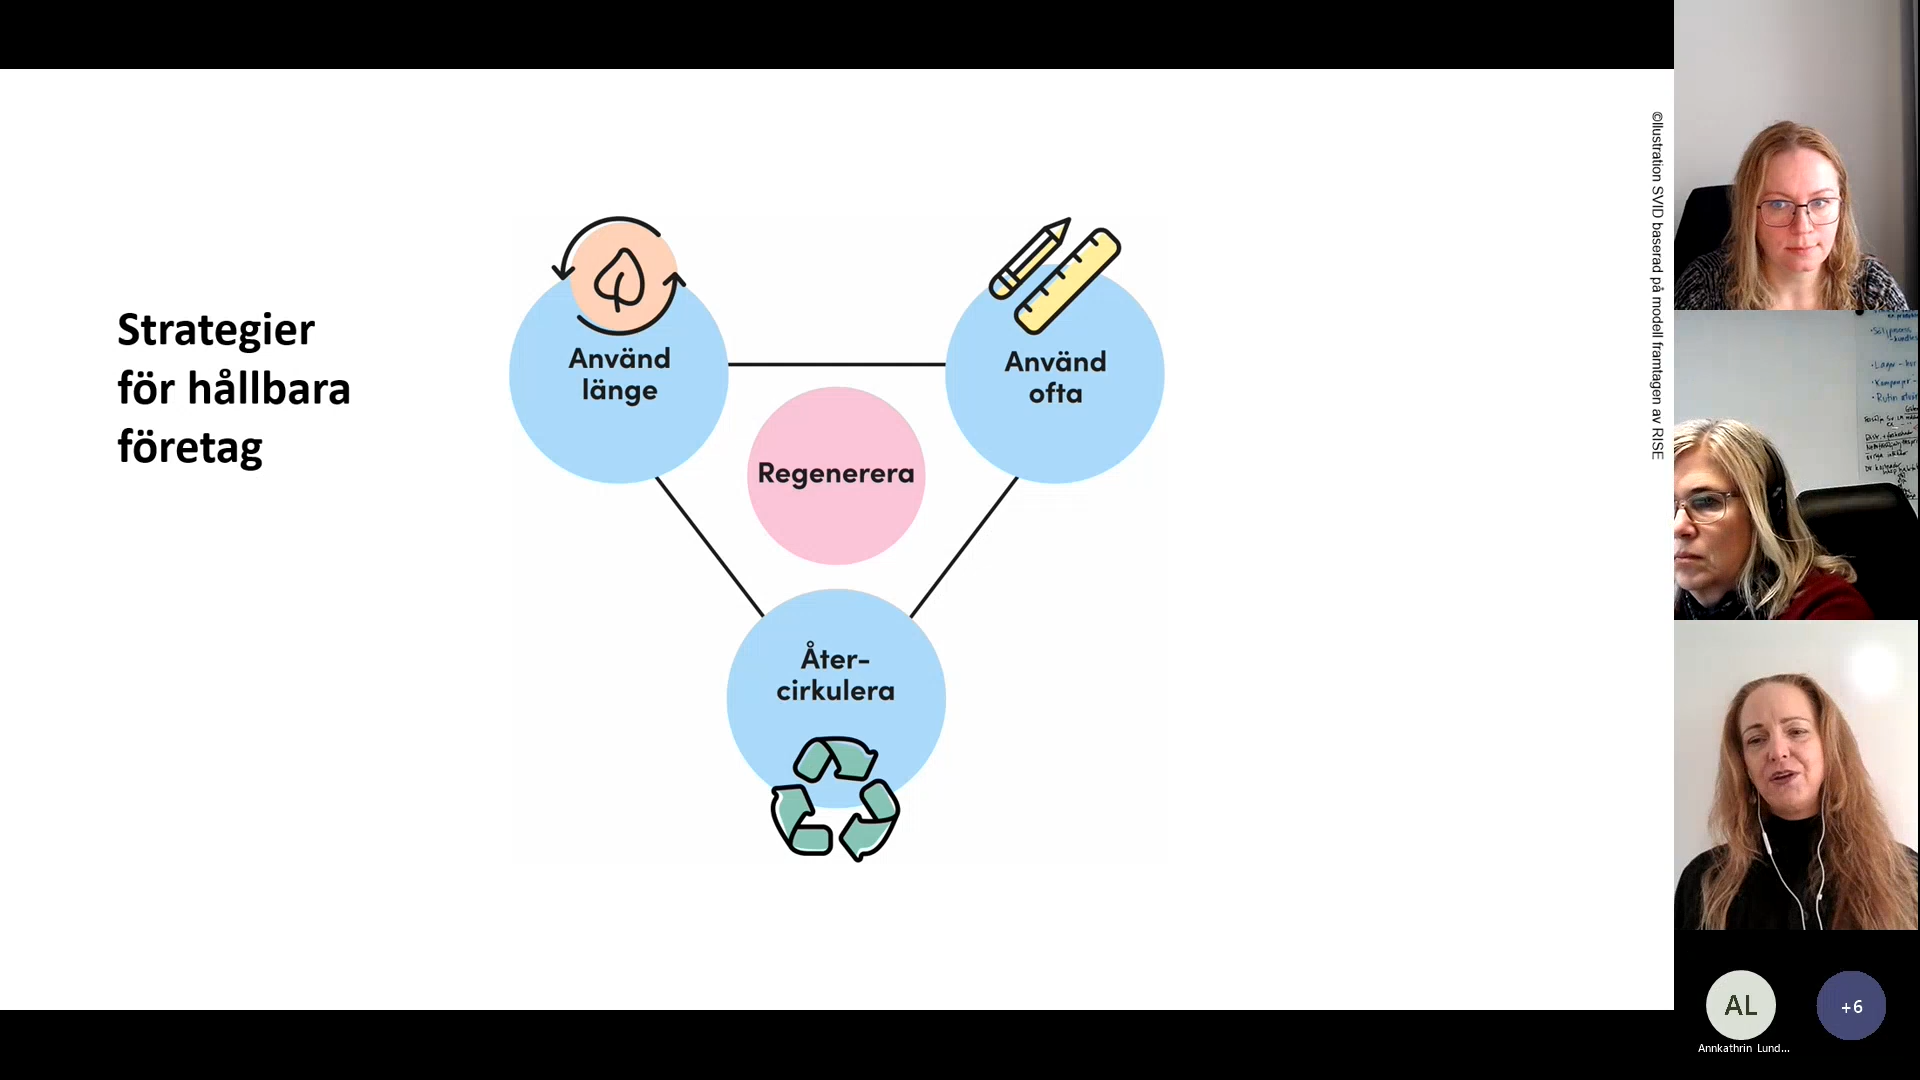 Strategier
för hållbara
företag
Använd
länge
Använd
ofta
Regenerera
Åter-
cirkulera
©Illustration SVID baserad på modell framtagen av RISE
AL
Annkathrin Lund...
+6